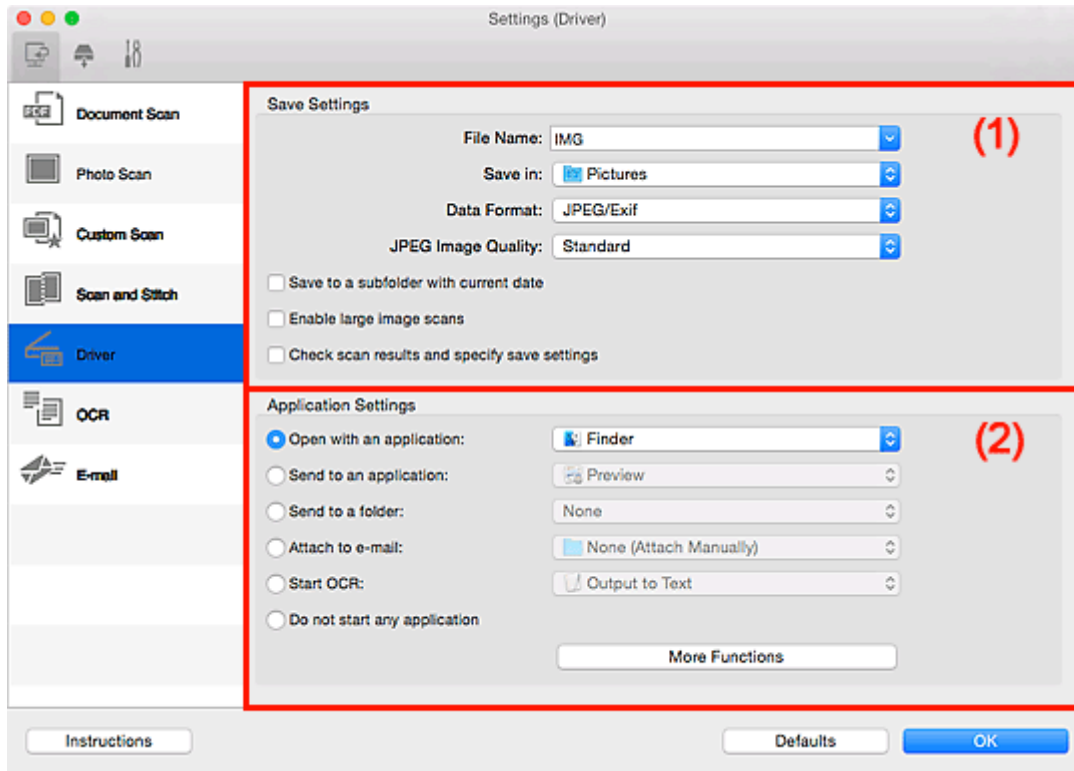 Settings (Driver)
Document Scan
Photo Scan
Custom Scan
Scan and Stitch
Driver
OCR
E-mail
Save Settings
(1)
File Name: IMG
Save in: Pictures
Data Format: JPEG/Exif
JPEG Image Quality: Standard
Save to a subfolder with current date
Enable large image scans
Check scan results and specify save settings
Application Settings
(2)
Open with an application: Finder
Send to an application: Preview
Send to a folder: None
Attach to e-mail: None (Attach Manually)
Start OCR: Output to Text
Do not start any application
More Functions
Instructions
Defaults
OK